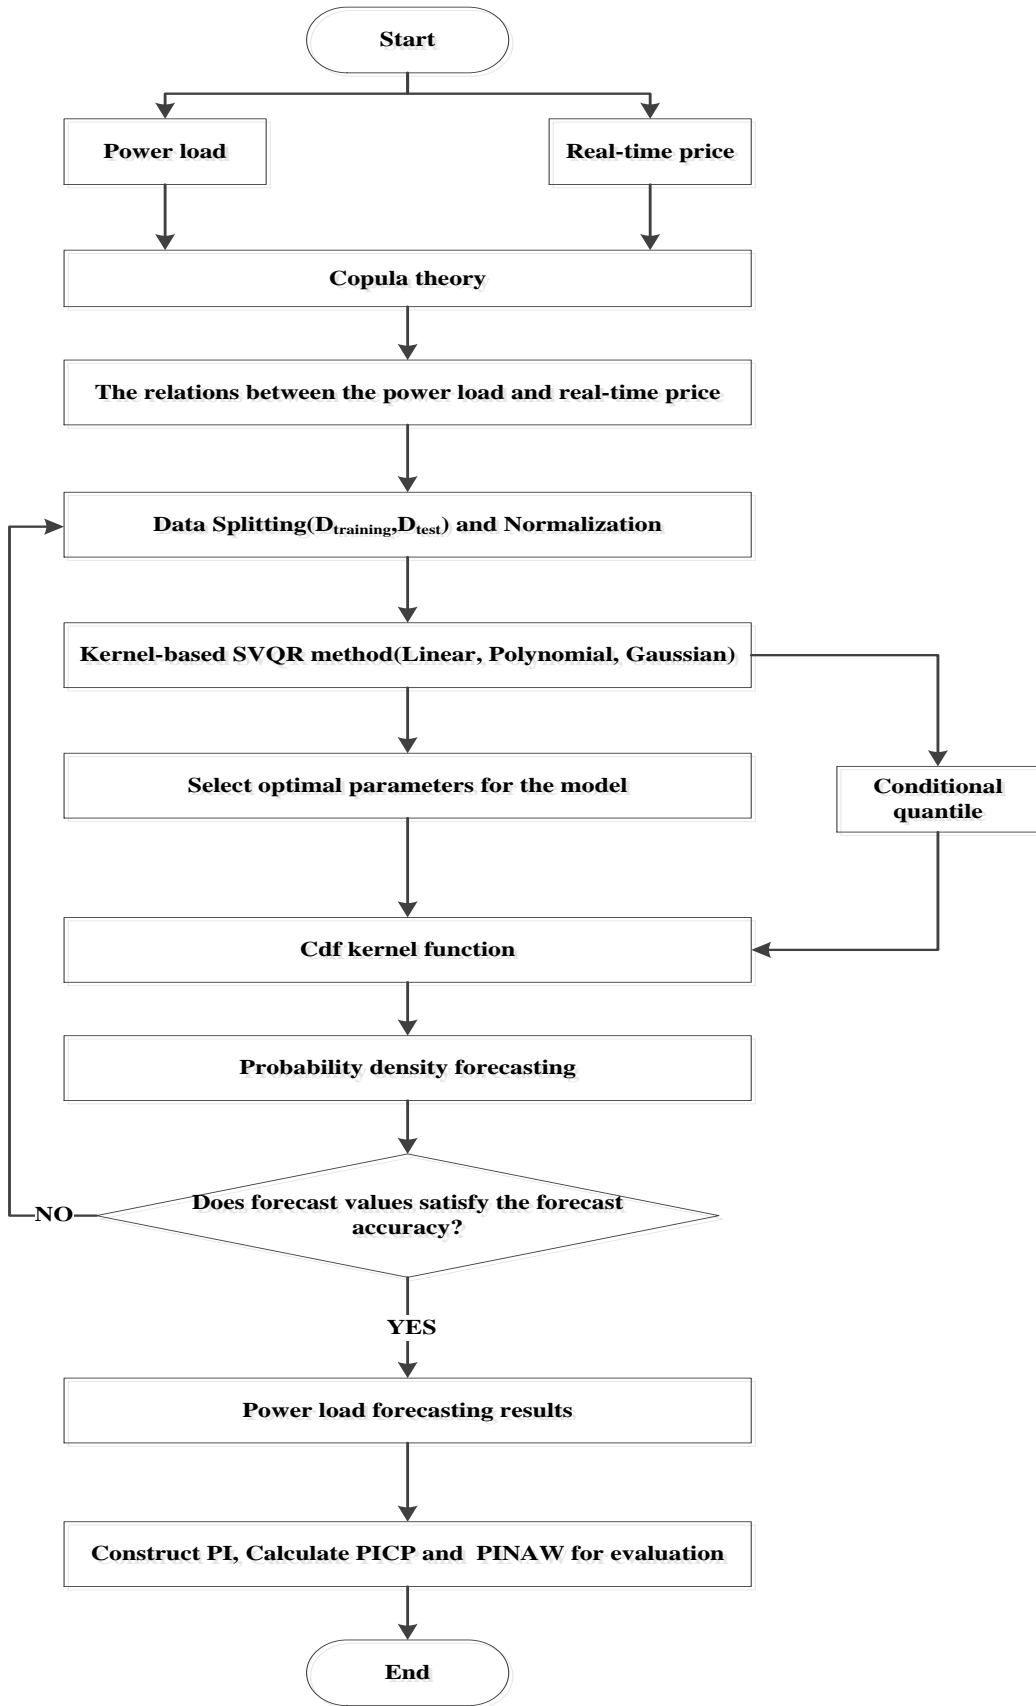 Start
Power load
Real-time price
Copula theory
The relations between the power load and real-time price
Data Splitting(Dtraining,Dtest) and Normalization
Kernel-based SVQR method(Linear, Polynomial, Gaussian)
Select optimal parameters for the model
Conditional
quantile
Cdf kernel function
Probability density forecasting
Does forecast values satisfy the forecast
accuracy?
NO
YES
Power load forecasting results
Construct PI, Calculate PICP and PINAW for evaluation
End